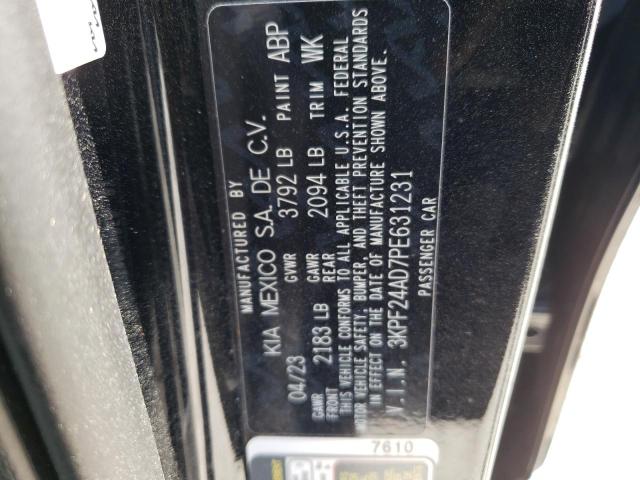 MANUFACTURED BY
KIA MEXICO S.A. DE C.V.
04/23 GVWR 3792 LB PAINT ABP
GAWR FRONT 2183 LB GAWR REAR 2094 LB TRIM WK
THIS VEHICLE CONFORMS TO ALL APPLICABLE U.S.A. FEDERAL
MOTOR VEHICLE SAFETY, BUMPER, AND THEFT PREVENTION STANDARDS
IN EFFECT ON THE DATE OF MANUFACTURE SHOWN ABOVE.
V.I.N. 3KPF24AD7PE631231
PASSENGER CAR
7610